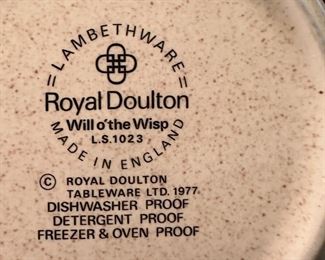 =LAMBETHWARE=
Royal Doulton
Will o'the Wisp
L.S.1023
MADE IN ENGLAND
© ROYAL DOULTON
TABLEWARE LTD. 1977
DISHWASHER PROOF
DETERGENT PROOF
FREEZER & OVEN PROOF